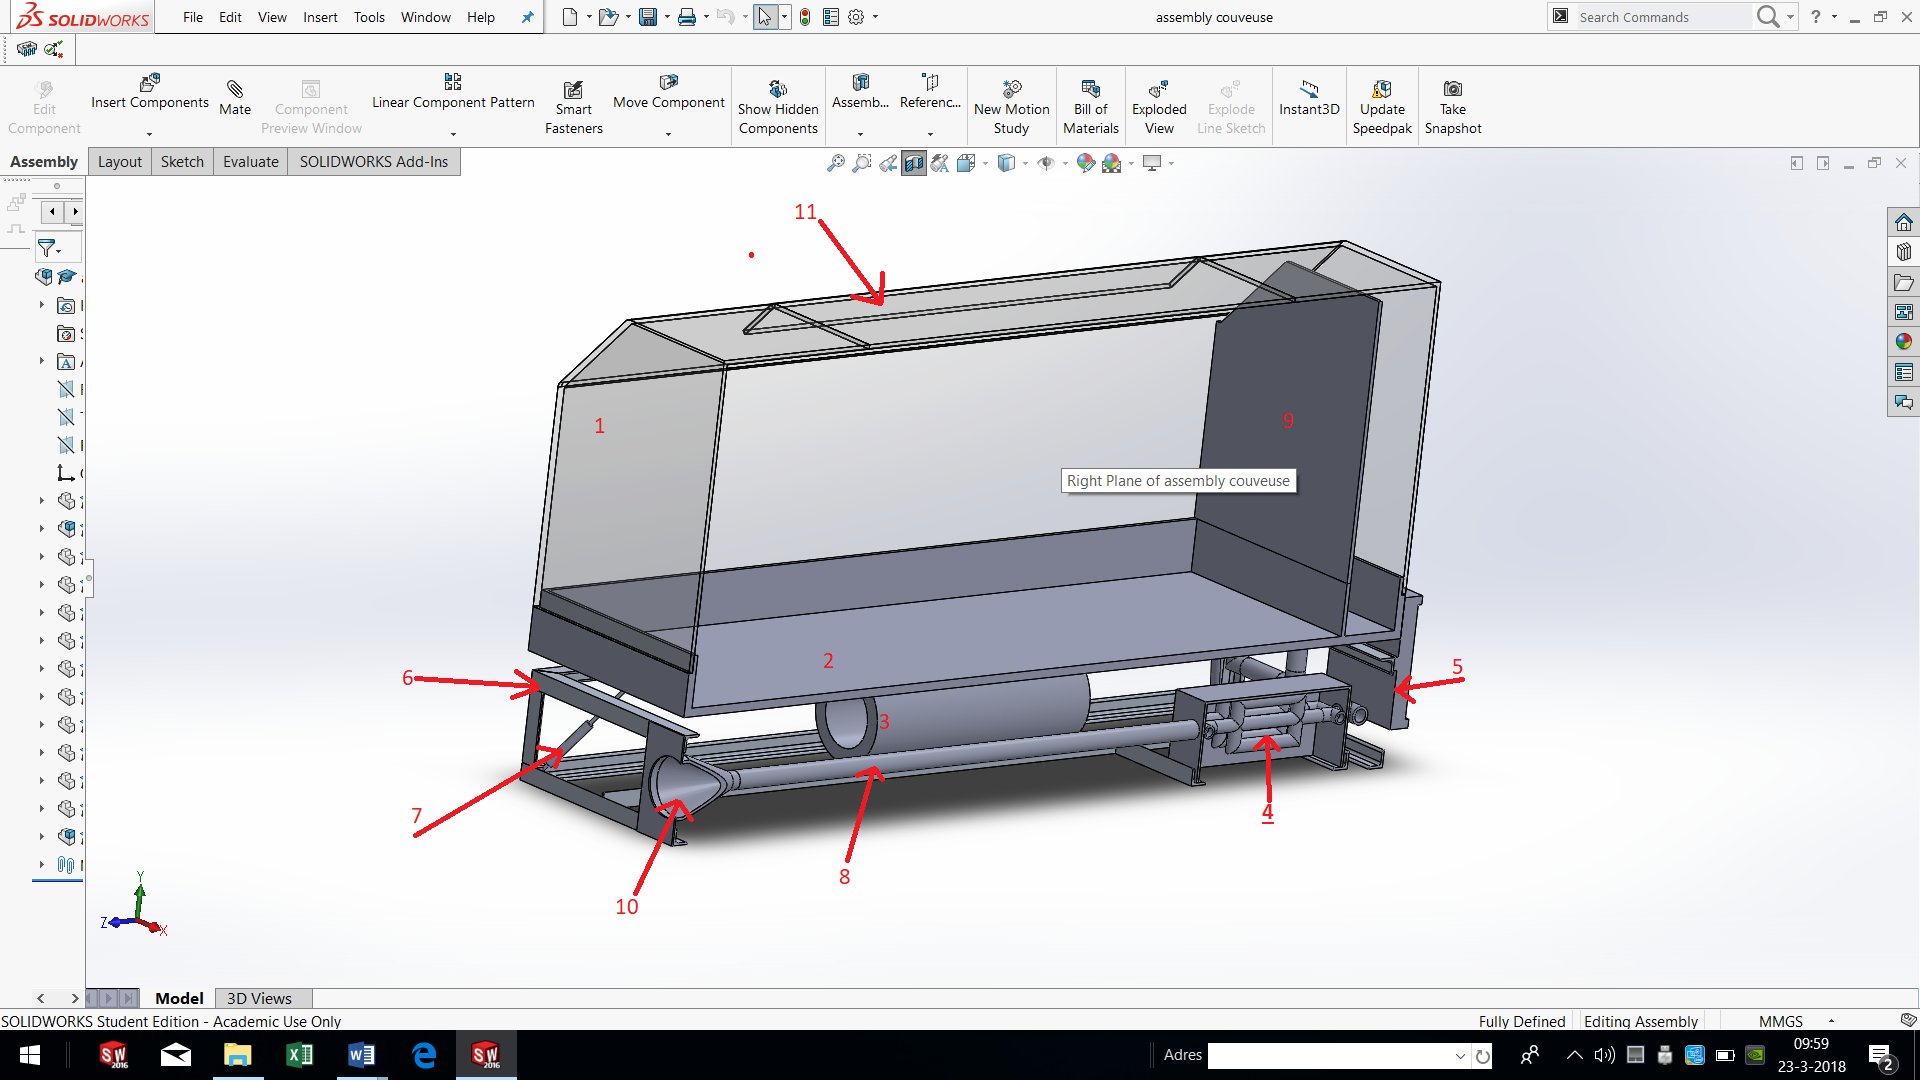 SOLIDWORKS
File Edit View Insert Tools Window Help
assembly couveuse
Search Commands
?
Edit Component
Insert Components
Mate
Component Preview Window
Linear Component Pattern
Smart Fasteners
Move Component
Show Hidden Components
Assemb...
Referenc...
New Motion Study
Bill of Materials
Exploded View
Explode Line Sketch
Instant3D
Update Speedpak
Take Snapshot
Assembly Layout Sketch Evaluate SOLIDWORKS Add-Ins
11
1
9
Right Plane of assembly couveuse
2
6
5
3
7
4
8
10
Y
Z
X
Model 3D Views
SOLIDWORKS Student Edition - Academic Use Only
Fully Defined Editing Assembly MMGS
SW 2016
SW 2016
Adres
09:59
23-3-2018
2